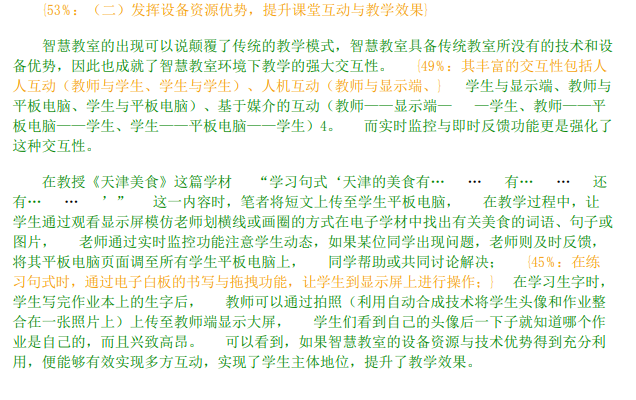 {53%：（二）发挥设备资源优势，提升课堂互动与教学效果}
智慧教室的出现可以说颠覆了传统的教学模式，智慧教室具备传统教室所没有的技术和设
备优势，因此也成就了智慧教室环境下教学的强大交互性。 {49%：其丰富的交互性包括人
人互动（教师与学生、学生与学生）、人机互动（教师与显示端、} 学生与显示端、教师与
平板电脑、学生与平板电脑）、基于媒介的互动（教师——显示端— —学生、教师——平
板电脑——学生、学生——平板电脑——学生）4。 而实时监控与即时反馈功能更是强化了
这种交互性。
在教授《天津美食》这篇学材 “学习句式‘天津的美食有… … 有… … 还
有… … ’” 这一内容时，笔者将短文上传至学生平板电脑， 在教学过程中，让
学生通过观看显示屏模仿老师划横线或画圈的方式在电子学材中找出有关美食的词语、句子或
图片， 老师通过实时监控功能注意学生动态，如果某位同学出现问题，老师则及时反馈，
将其平板电脑页面调至所有学生平板电脑上， 同学帮助或共同讨论解决； {45%：在练
习句式时，通过电子白板的书写与拖拽功能，让学生到显示屏上进行操作；} 在学习生字时，
学生写完作业本上的生字后， 教师可以通过拍照（利用自动合成技术将学生头像和作业整
合在一张照片上）上传至教师端显示大屏， 学生们看到自己的头像后一下子就知道哪个作
业是自己的，而且兴致高昂。 可以看到，如果智慧教室的设备资源与技术优势得到充分利
用，便能够有效实现多方互动，实现了学生主体地位，提升了教学效果。